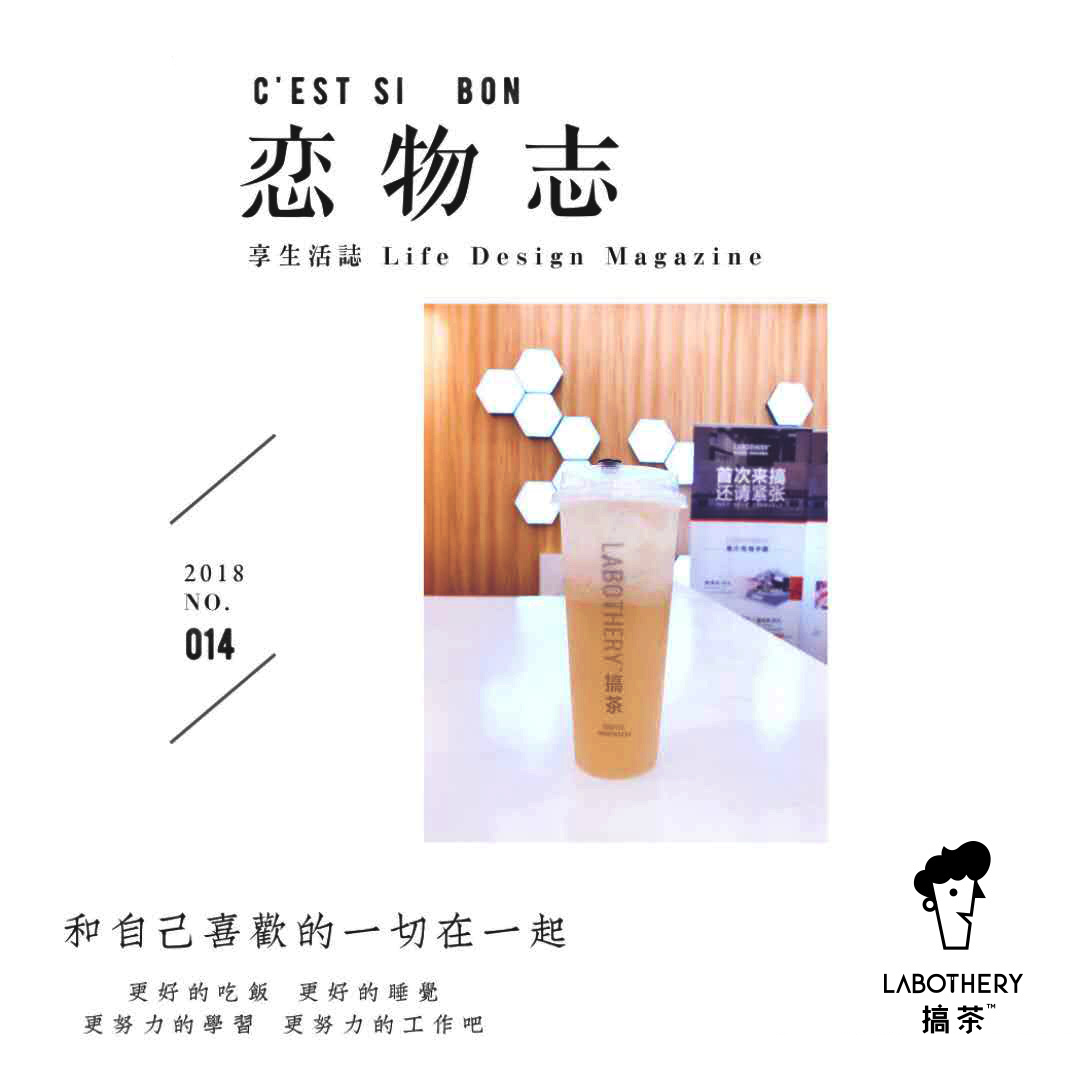 C'EST SI BON
恋物志
享生活誌 Life Design Magazine
2018
NO.
014
LABOTHERY
首次来搞
还请紧张
LABOTHERY 搞茶
和自己喜歡的一切在一起
更好的吃飯 更好的睡覺
更努力的學習 更努力的工作吧
LABOTHERY
搞茶™